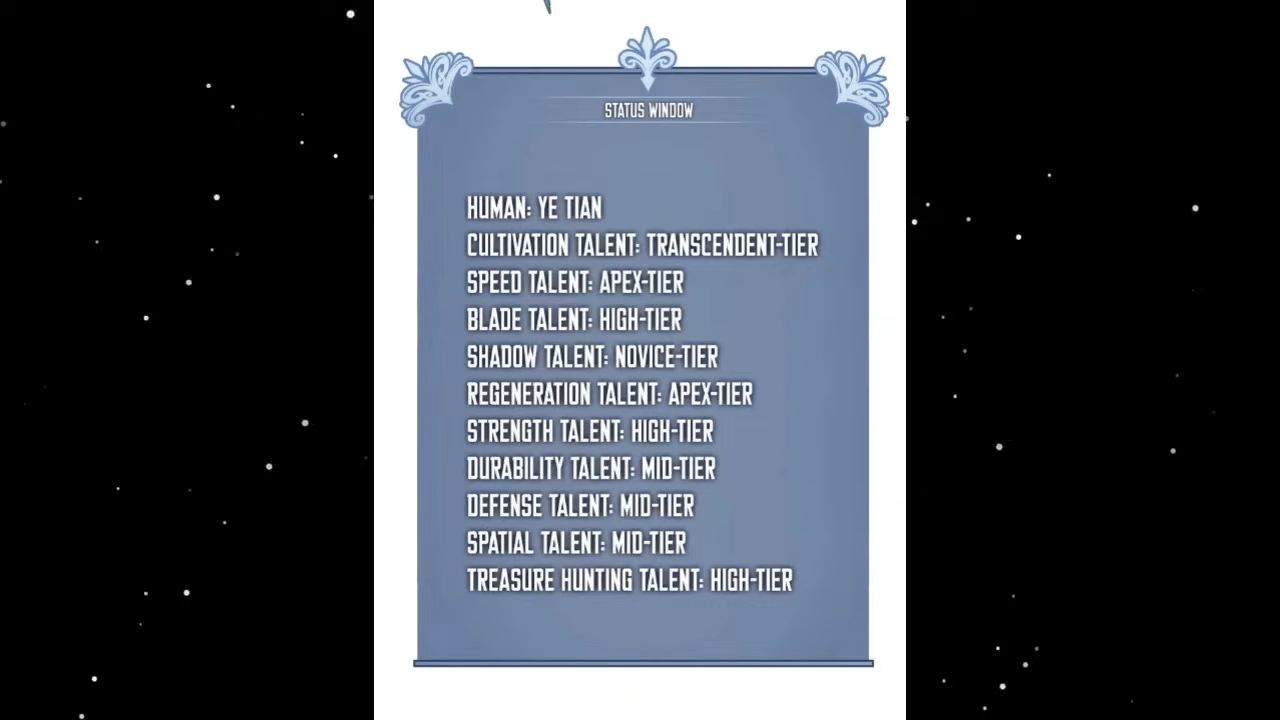 STATUS WINDOW
HUMAN: YE TIAN
CULTIVATION TALENT: TRANSCENDENT-TIER
SPEED TALENT: APEX-TIER
BLADE TALENT: HIGH-TIER
SHADOW TALENT: NOVICE-TIER
REGENERATION TALENT: APEX-TIER
STRENGTH TALENT: HIGH-TIER
DURABILITY TALENT: MID-TIER
DEFENSE TALENT: MID-TIER
SPATIAL TALENT: MID-TIER
TREASURE HUNTING TALENT: HIGH-TIER